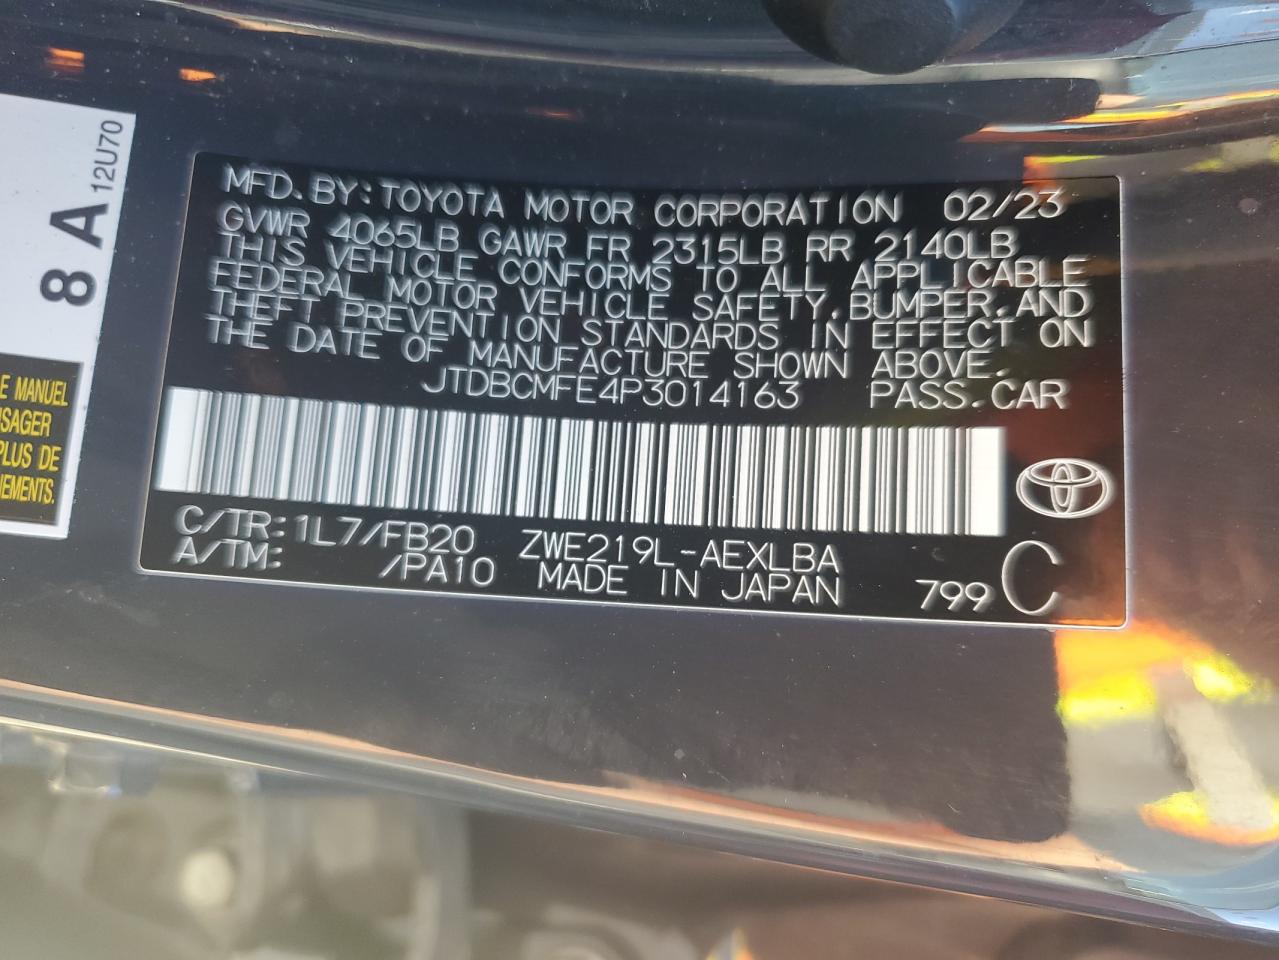 8 A 12U70
E MANUEL
SAGER
PLUS DE
EMENTS.
MFD.BY:TOYOTA MOTOR CORPORATION 02/23
GVWR 4065LB GAWR FR 2315LB RR 2140LB
THIS VEHICLE CONFORMS TO ALL APPLICABLE
FEDERAL MOTOR VEHICLE SAFETY,BUMPER,AND
THEFT PREVENTION STANDARDS IN EFFECT ON
THE DATE OF MANUFACTURE SHOWN ABOVE.
JTDBCMFE4P3014163 PASS.CAR
C/TR:1L7/FB20 ZWE219L-AEXLBA
A/TM: /PA10 MADE IN JAPAN 799 C